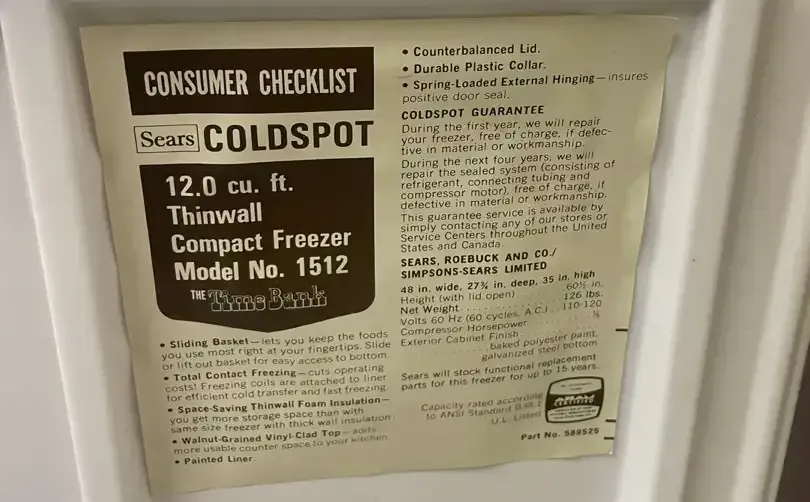 CONSUMER CHECKLIST
Sears COLDSPOT
12.0 cu. ft.
Thinwall
Compact Freezer
Model No. 1512
THE Time Bank
• Sliding Basket—lets you keep the foods
you use most right at your fingertips. Slide
or lift out basket for easy access to bottom.
• Total Contact Freezing—cuts operating
costs! Freezing coils are attached to liner
for efficient cold transfer and fast freezing.
• Space-Saving Thinwall Foam Insulation—
you get more storage space than with
same size freezer with thick wall insulation.
• Walnut-Grained Vinyl-Clad Top—adds
more usable counter space to your kitchen.
• Painted Liner
• Counterbalanced Lid.
• Durable Plastic Collar.
• Spring-Loaded External Hinging—insures
positive door seal.
COLDSPOT GUARANTEE
During the first year, we will repair
your freezer, free of charge, if defec-
tive in material or workmanship.
During the next four years, we will
repair the sealed system (consisting of
refrigerant, connecting tubing and
compressor motor), free of charge, if
defective in material or workmanship.
This guarantee service is available by
simply contacting any of our stores or
Service Centers throughout the United
States and Canada.
SEARS, ROEBUCK AND CO./
SIMPSONS-SEARS LIMITED
48 in. wide, 27¾ in. deep, 35 in. high
Height (with lid open) 60½ in.
Net Weight 126 lbs.
Volts 60 Hz (60 cycles, A.C.) 110-120
Compressor Horsepower
Exterior Cabinet Finish
baked polyester paint,
galvanized steel bottom
Sears will stock functional replacement
parts for this freezer for up to 15 years.
Capacity rated according
to ANSI Standard
U.L. Listed
CERTIFIED
Part No. 589525